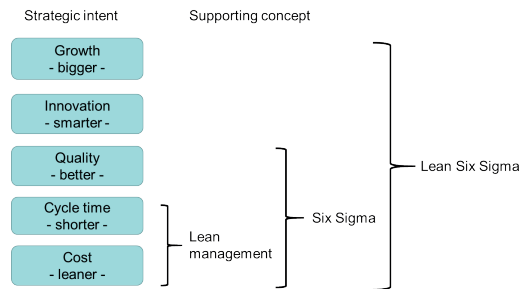 Strategic intent
Supporting concept
Growth
- bigger -
Innovation
- smarter -
Quality
- better -
Cycle time
- shorter -
Cost
- leaner -
Lean
management
Six Sigma
Lean Six Sigma